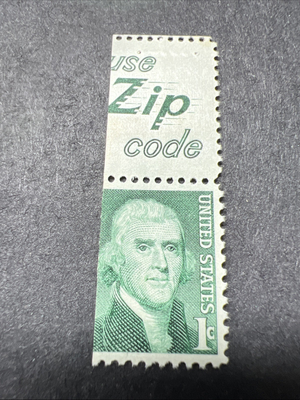 use
Zip
code
UNITED STATES
1c